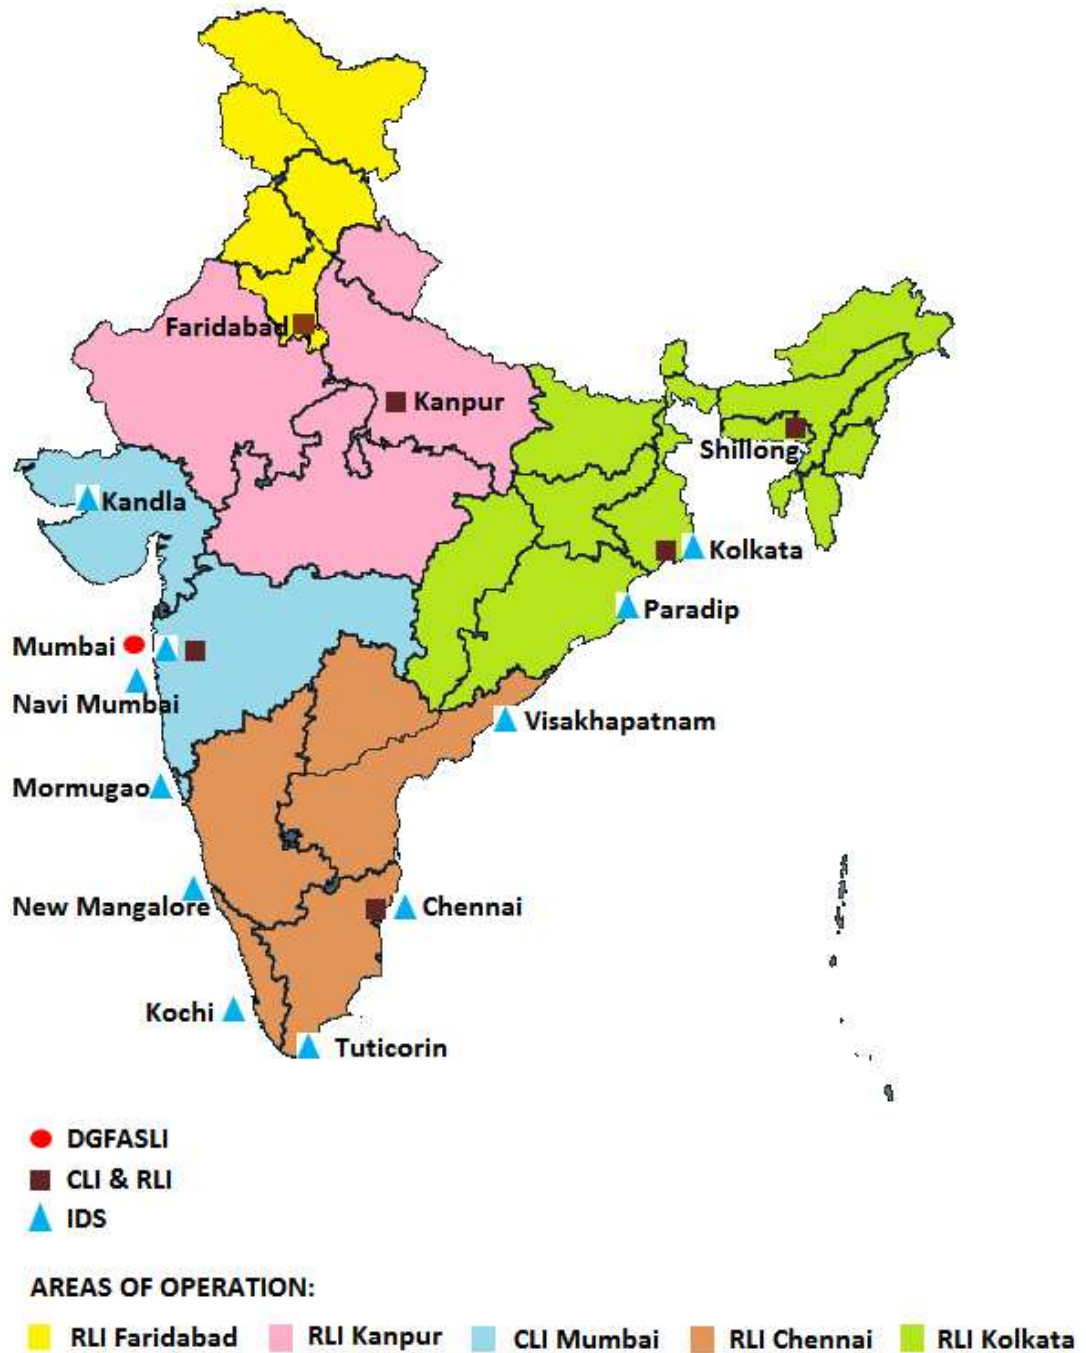 Faridabad
Kanpur
Shillong
Kandla
Kolkata
Paradip
Mumbai
Navi Mumbai
Visakhapatnam
Mormugao
New Mangalore
Chennai
Kochi
Tuticorin
DGFASLI
CLI & RLI
IDS
AREAS OF OPERATION:
RLI Faridabad RLI Kanpur CLI Mumbai RLI Chennai RLI Kolkata